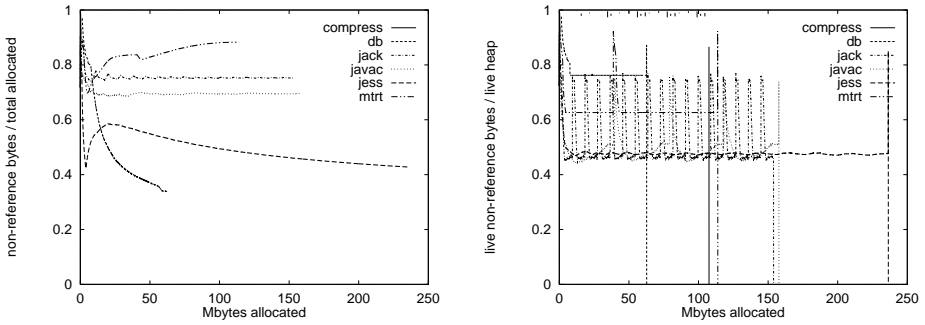 non-reference bytes / total allocated
1
0.8
0.6
0.4
0.2
0
0 50 100 150 200 250
Mbytes allocated
compress
db
jack
javac
jess
mtrt
live non-reference bytes / live heap
1
0.8
0.6
0.4
0.2
0
0 50 100 150 200 250
Mbytes allocated
compress
db
jack
javac
jess
mtrt